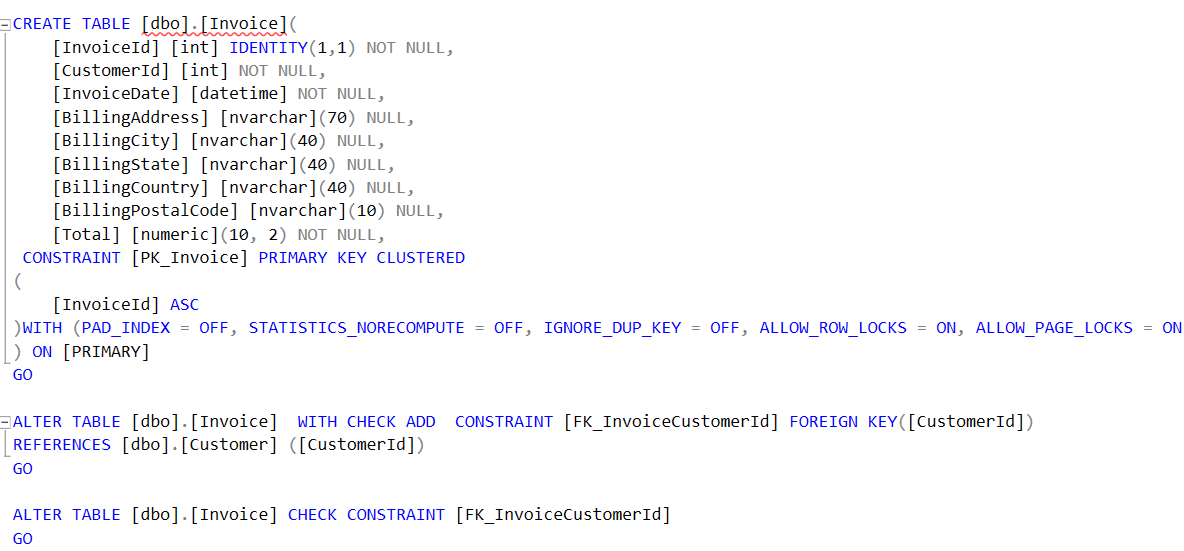 CREATE TABLE [dbo].[Invoice](
    [InvoiceId] [int] IDENTITY(1,1) NOT NULL,
    [CustomerId] [int] NOT NULL,
    [InvoiceDate] [datetime] NOT NULL,
    [BillingAddress] [nvarchar](70) NULL,
    [BillingCity] [nvarchar](40) NULL,
    [BillingState] [nvarchar](40) NULL,
    [BillingCountry] [nvarchar](40) NULL,
    [BillingPostalCode] [nvarchar](10) NULL,
    [Total] [numeric](10, 2) NOT NULL,
 CONSTRAINT [PK_Invoice] PRIMARY KEY CLUSTERED
(
    [InvoiceId] ASC
)WITH (PAD_INDEX = OFF, STATISTICS_NORECOMPUTE = OFF, IGNORE_DUP_KEY = OFF, ALLOW_ROW_LOCKS = ON, ALLOW_PAGE_LOCKS = ON
) ON [PRIMARY]
GO

ALTER TABLE [dbo].[Invoice]  WITH CHECK ADD  CONSTRAINT [FK_InvoiceCustomerId] FOREIGN KEY([CustomerId])
REFERENCES [dbo].[Customer] ([CustomerId])
GO

ALTER TABLE [dbo].[Invoice] CHECK CONSTRAINT [FK_InvoiceCustomerId]
GO